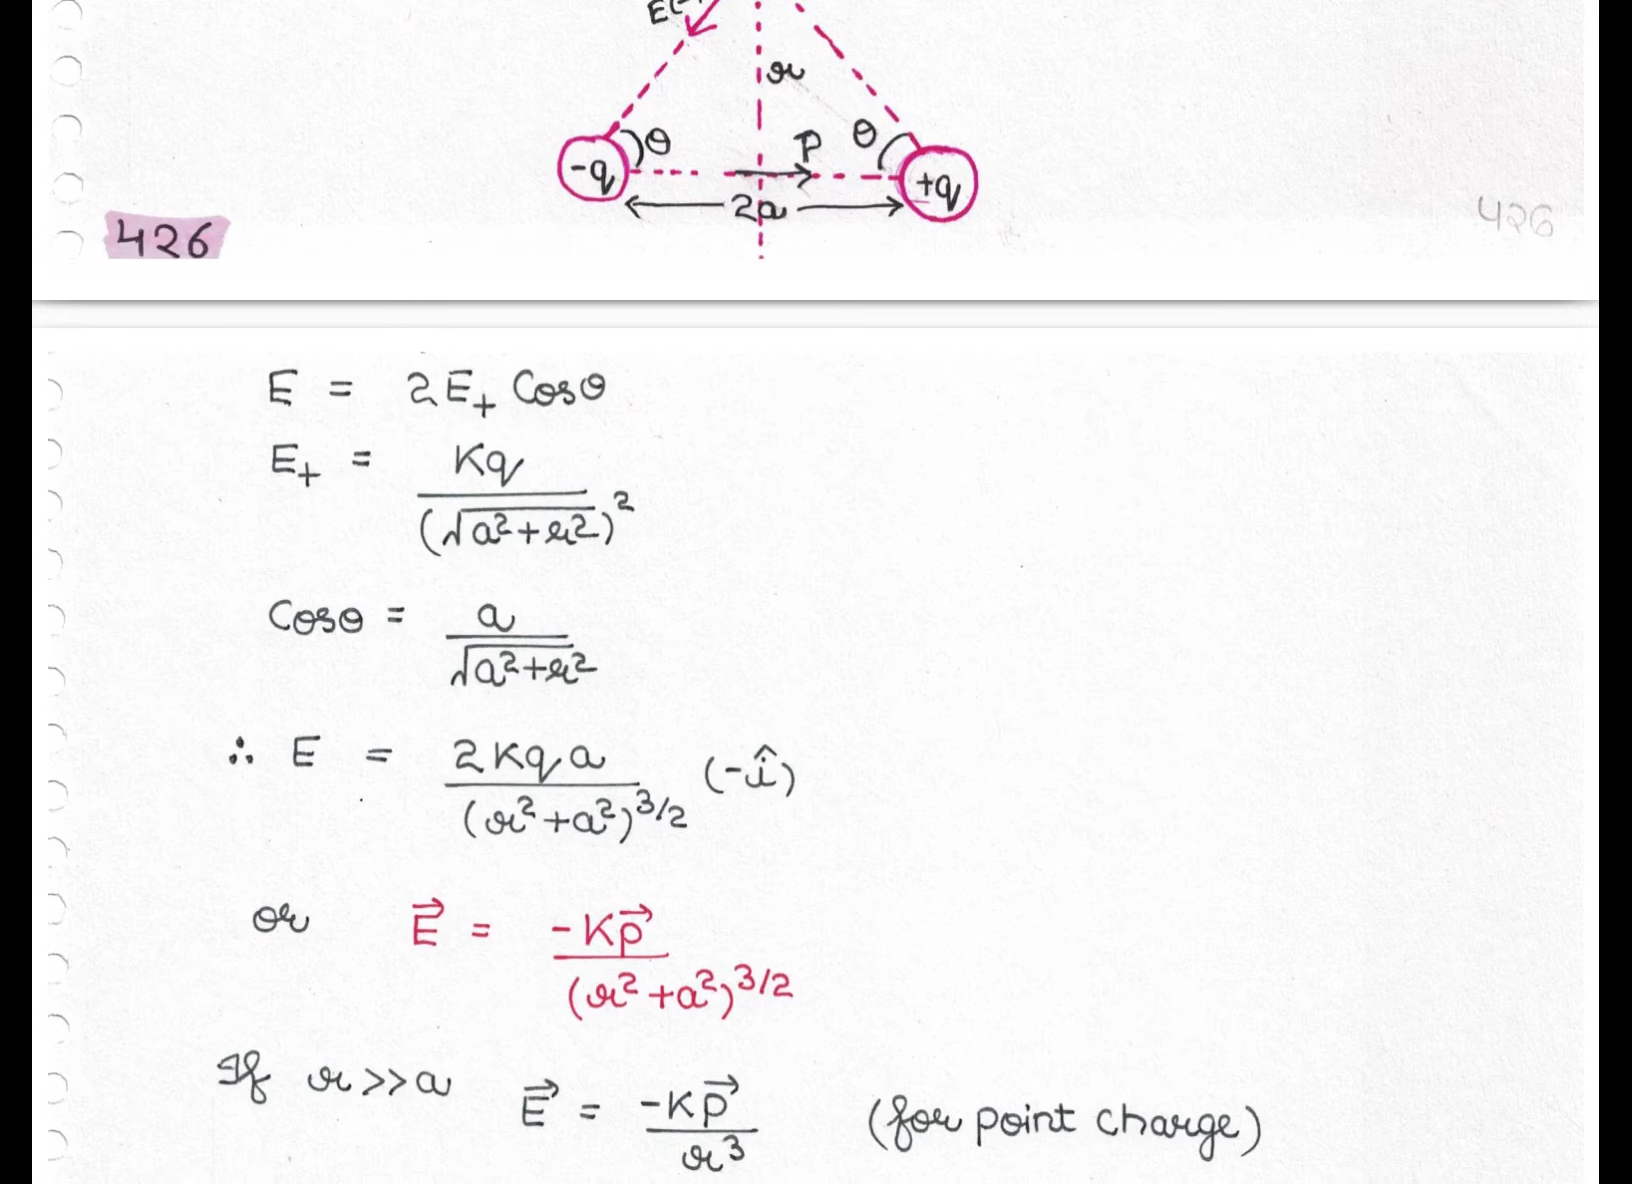 r
θ
P
θ
-q
+q
2a
426
426
E = 2E₊ Cosθ
E₊ = Kq / (√a²+r²)²
Cosθ = a / √a²+r²
∴ E = 2Kqa / (r²+a²)^3/2 (-î)
or E⃗ = -Kp⃗ / (r²+a²)^3/2
If r>>a E⃗ = -Kp⃗ / r³ (for point charge)